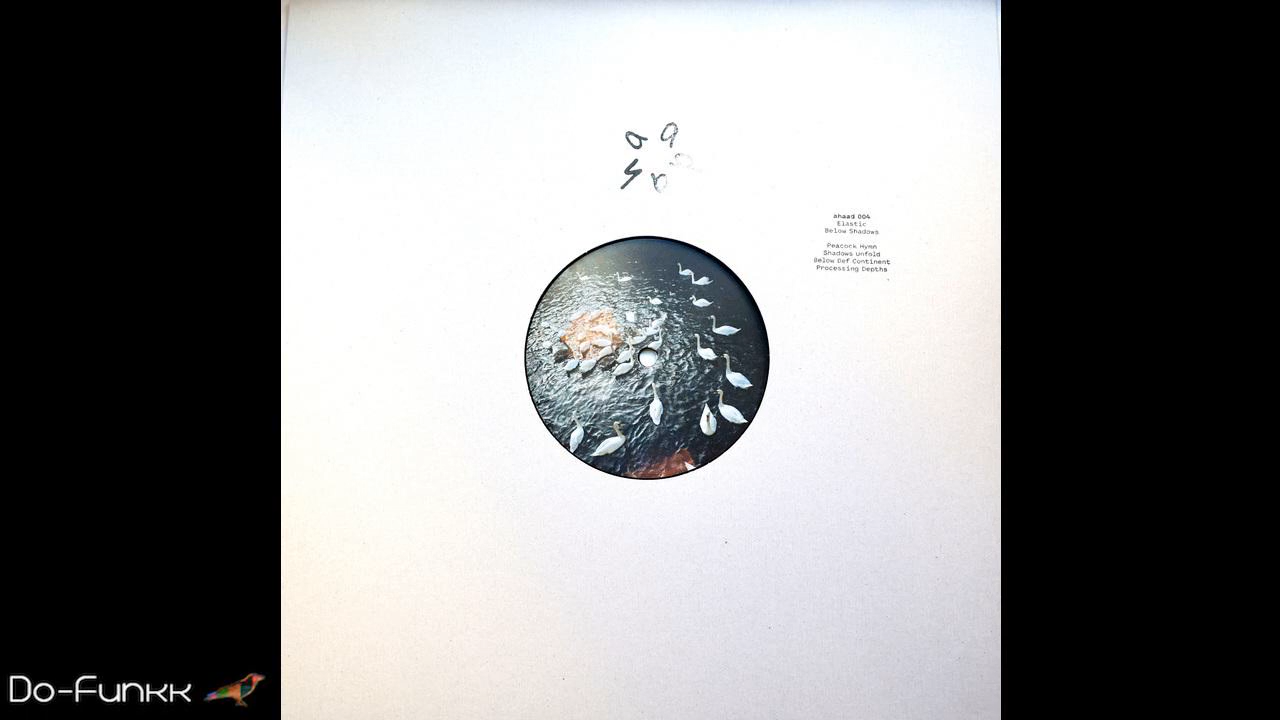 ahaad 004
Elastic
Below Shadows
Peacock Hymn
Shadows Unfold
Below Def Continent
Processing Depths
Do-Funkk